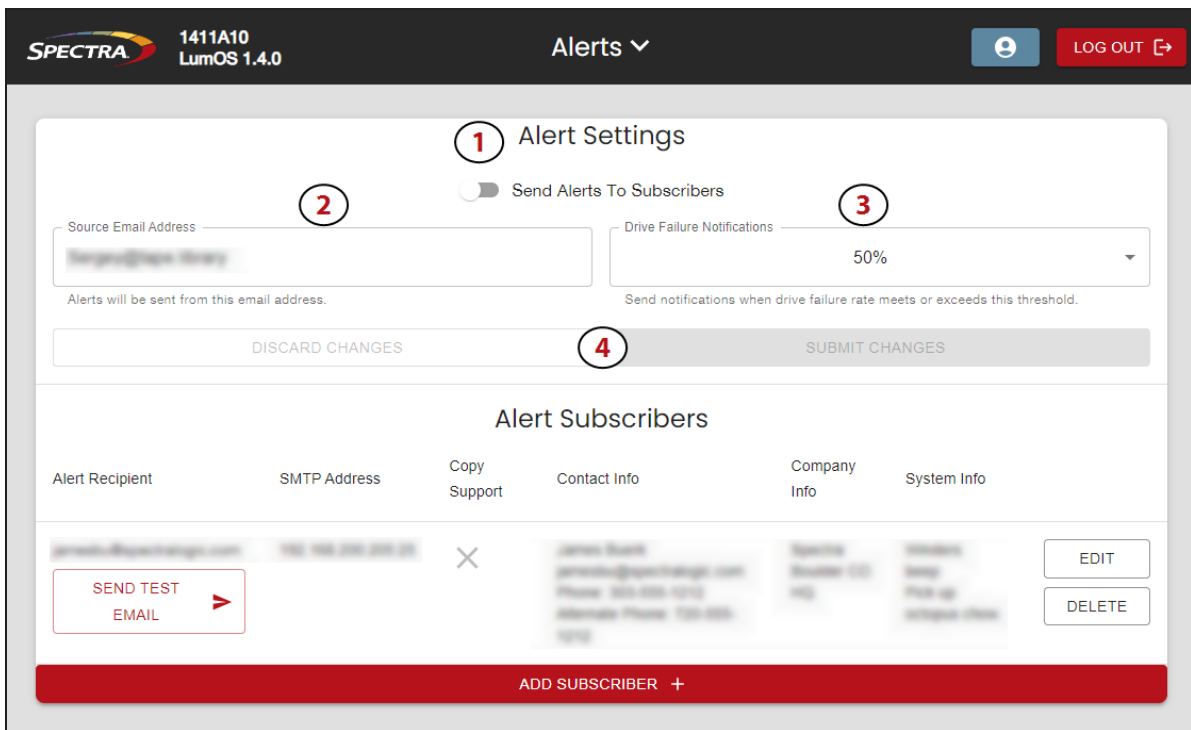 SPECTRA
1411A10
LumOS 1.4.0
Alerts
LOG OUT
1
Alert Settings
Send Alerts To Subscribers
2
3
Source Email Address
Drive Failure Notifications
50%
Alerts will be sent from this email address.
Send notifications when drive failure rate meets or exceeds this threshold.
DISCARD CHANGES
4
SUBMIT CHANGES
Alert Subscribers
Alert Recipient
SMTP Address
Copy
Support
Contact Info
Company
Info
System Info
SEND TEST
EMAIL
EDIT
DELETE
ADD SUBSCRIBER +